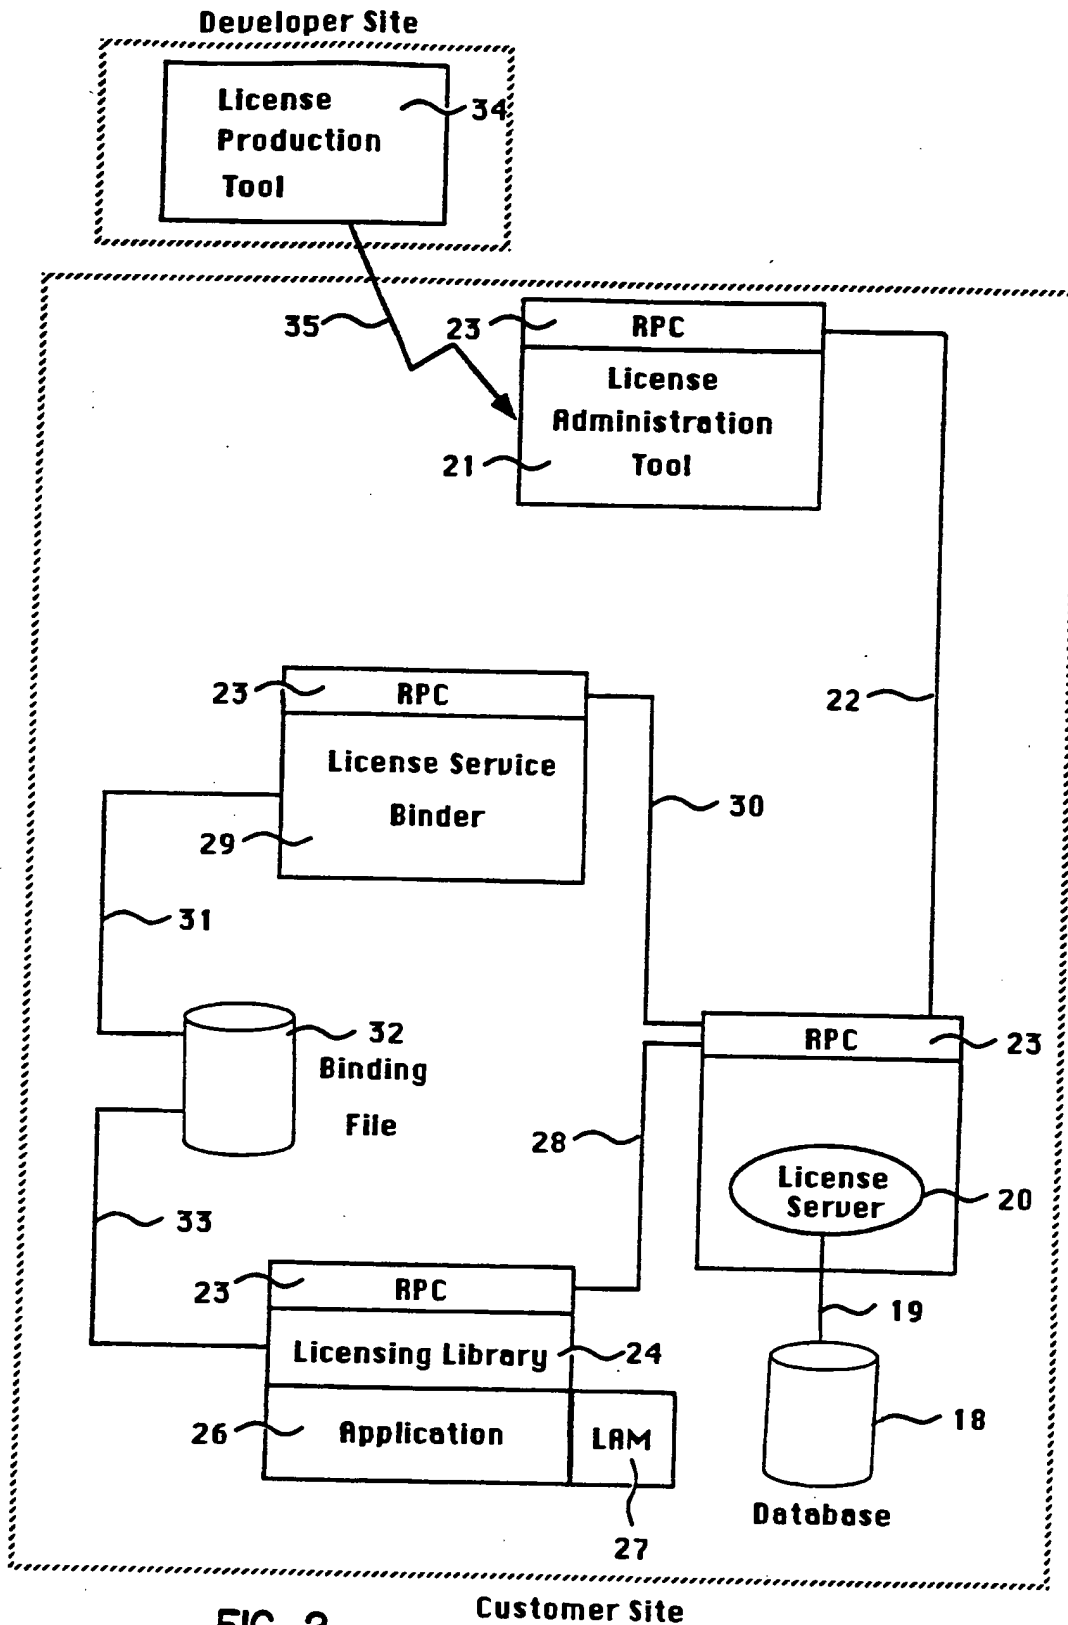 Developer Site
License
Production
Tool
34
35
23
RPC
License
Administration
Tool
21
22
23
RPC
License Service
Binder
29
30
31
32
Binding
File
33
RPC
23
28
License
Server
20
19
18
Database
23
RPC
Licensing Library
24
26
Application
LAM
27
Customer Site